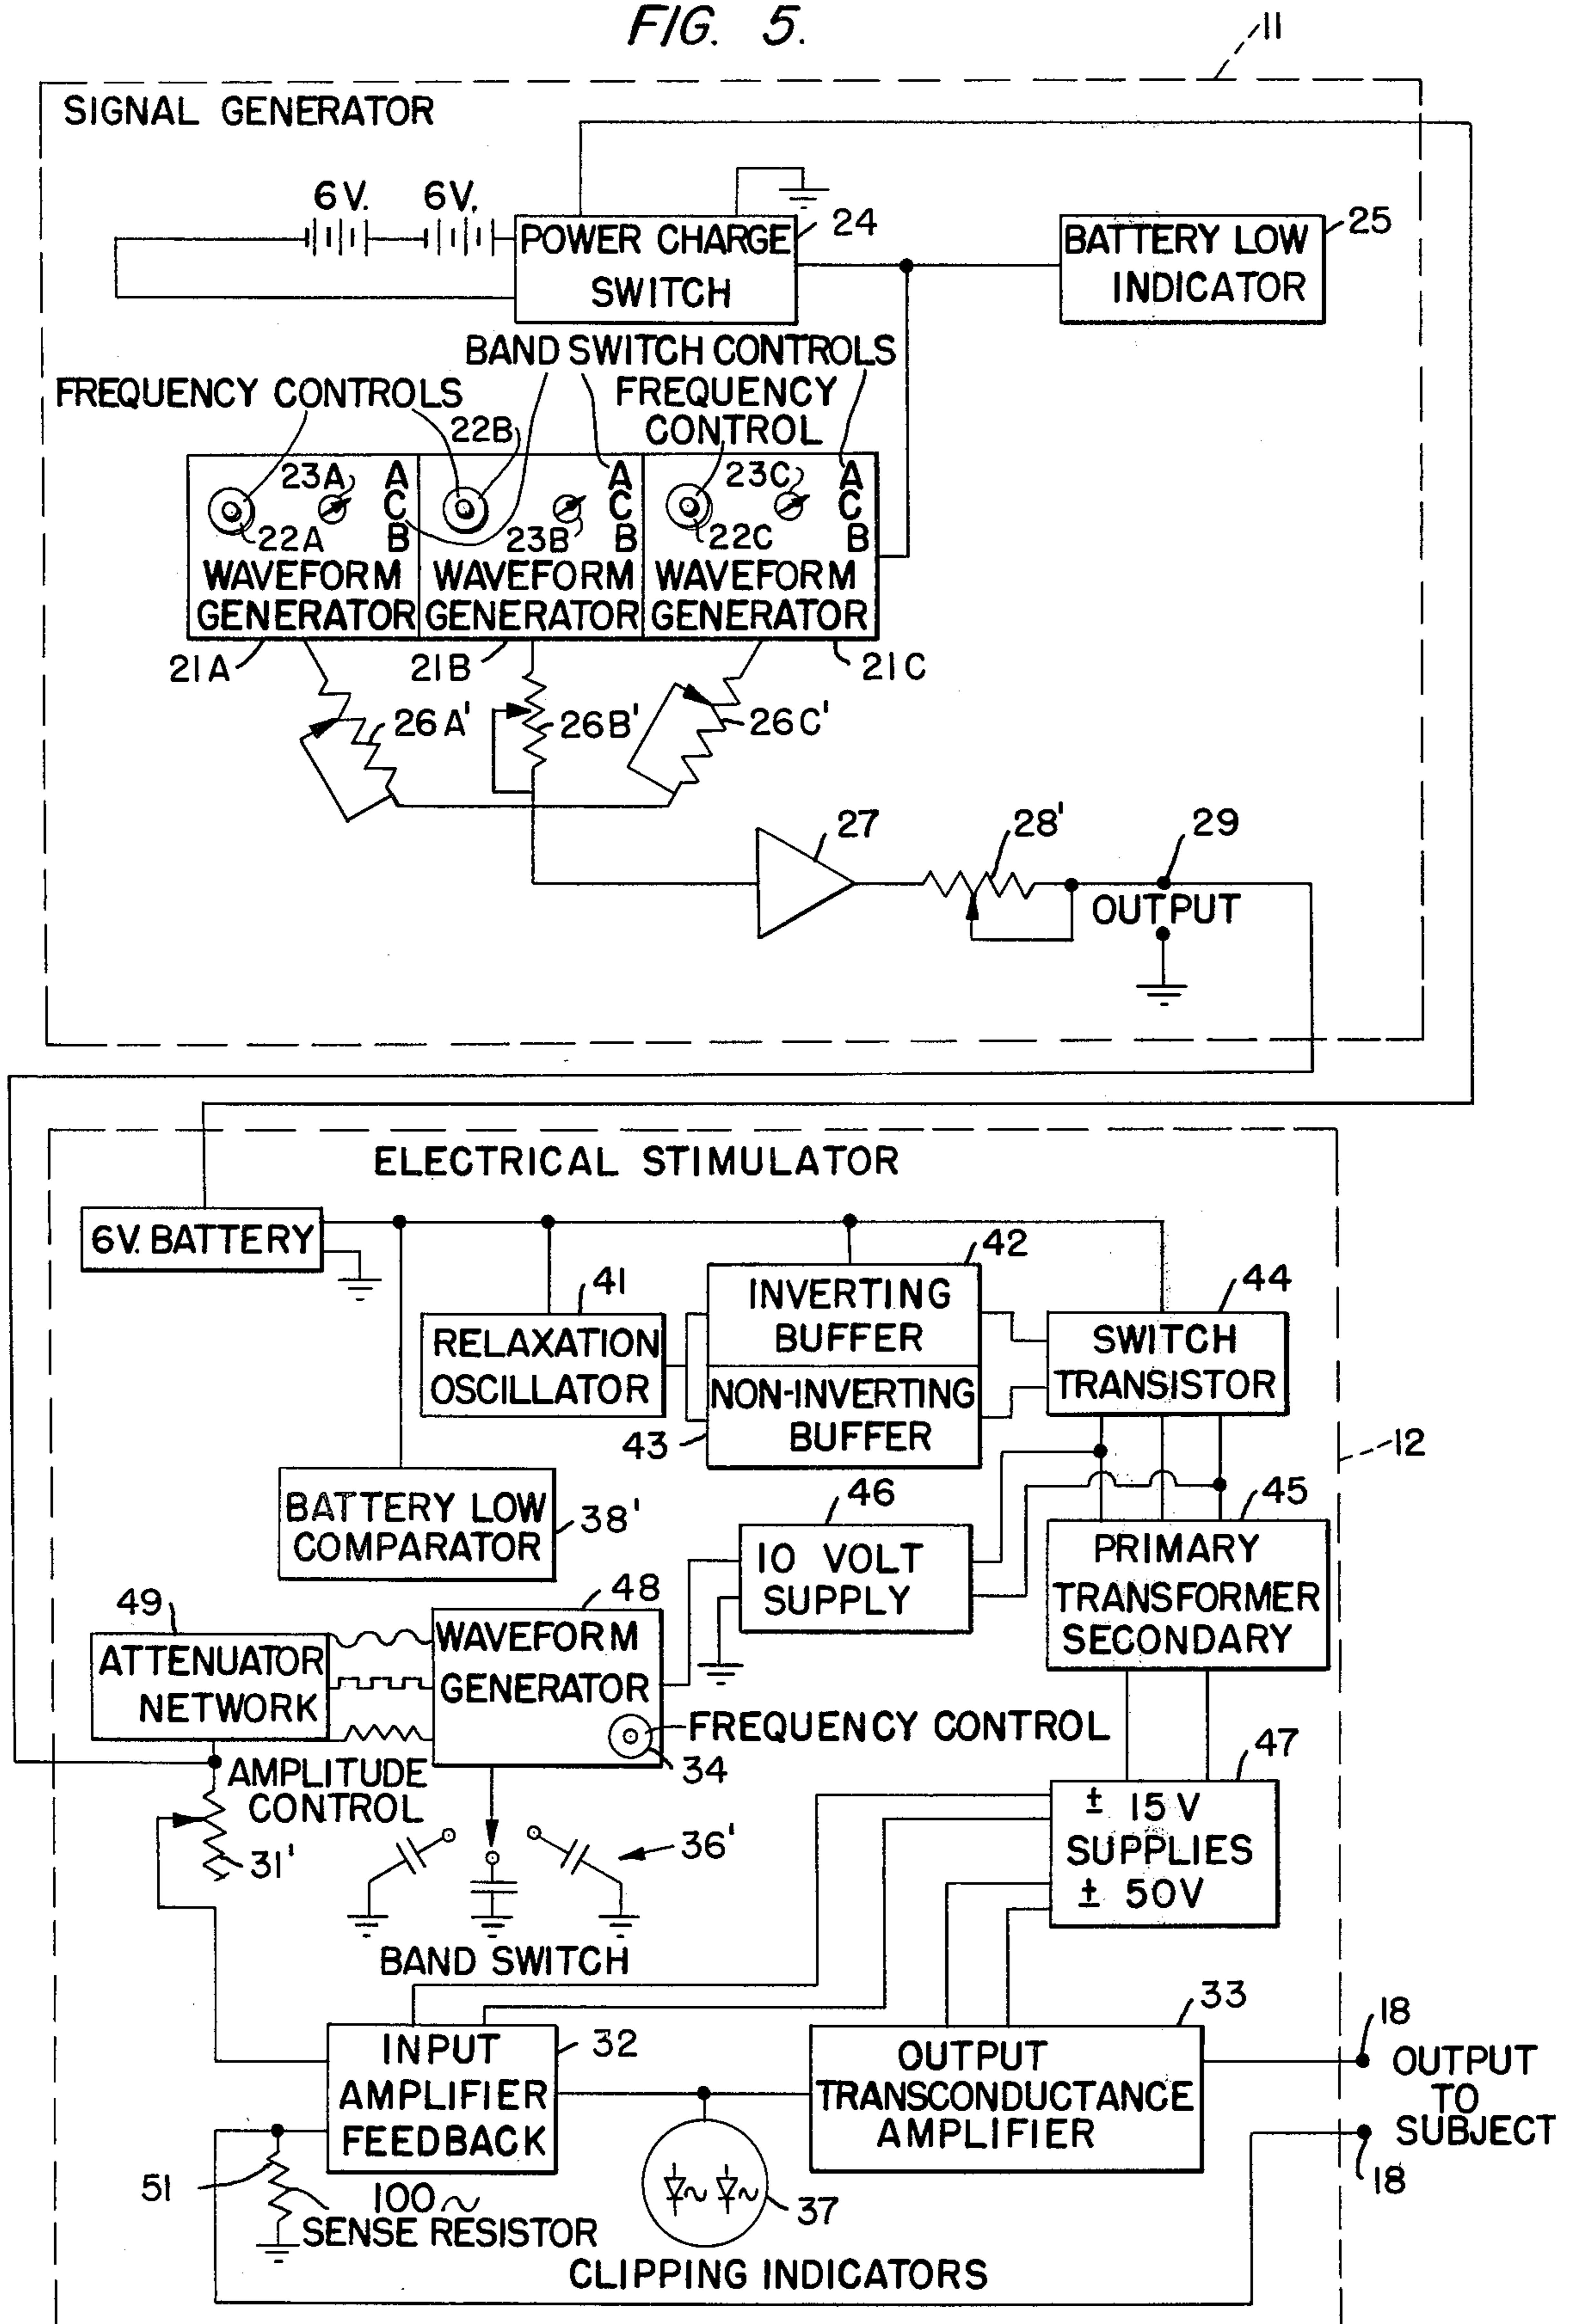 FIG. 5.
11
SIGNAL GENERATOR
6V. 6V.
POWER CHARGE
SWITCH
24
BATTERY LOW
INDICATOR
25
BAND SWITCH CONTROLS
FREQUENCY CONTROLS
FREQUENCY
CONTROL
22B
23A
A
C
B
22A
WAVEFORM
GENERATOR
23B
A
C
B
WAVEFORM
GENERATOR
23C
A
C
B
22C
WAVEFORM
GENERATOR
21A
21B
21C
26A'
26B'
26C'
27
28'
29
OUTPUT
ELECTRICAL STIMULATOR
6V. BATTERY
41
RELAXATION
OSCILLATOR
42
INVERTING
BUFFER
NON-INVERTING
BUFFER
43
44
SWITCH
TRANSISTOR
12
BATTERY LOW
COMPARATOR
38'
46
10 VOLT
SUPPLY
45
PRIMARY
TRANSFORMER
SECONDARY
49
ATTENUATOR
NETWORK
48
WAVEFORM
GENERATOR
FREQUENCY CONTROL
34
AMPLITUDE
CONTROL
31'
36'
BAND SWITCH
47
± 15V
SUPPLIES
± 50V
INPUT
AMPLIFIER
FEEDBACK
32
33
OUTPUT
TRANSCONDUCTANCE
AMPLIFIER
18
OUTPUT
TO
SUBJECT
18
51
100~
SENSE RESISTOR
37
CLIPPING INDICATORS